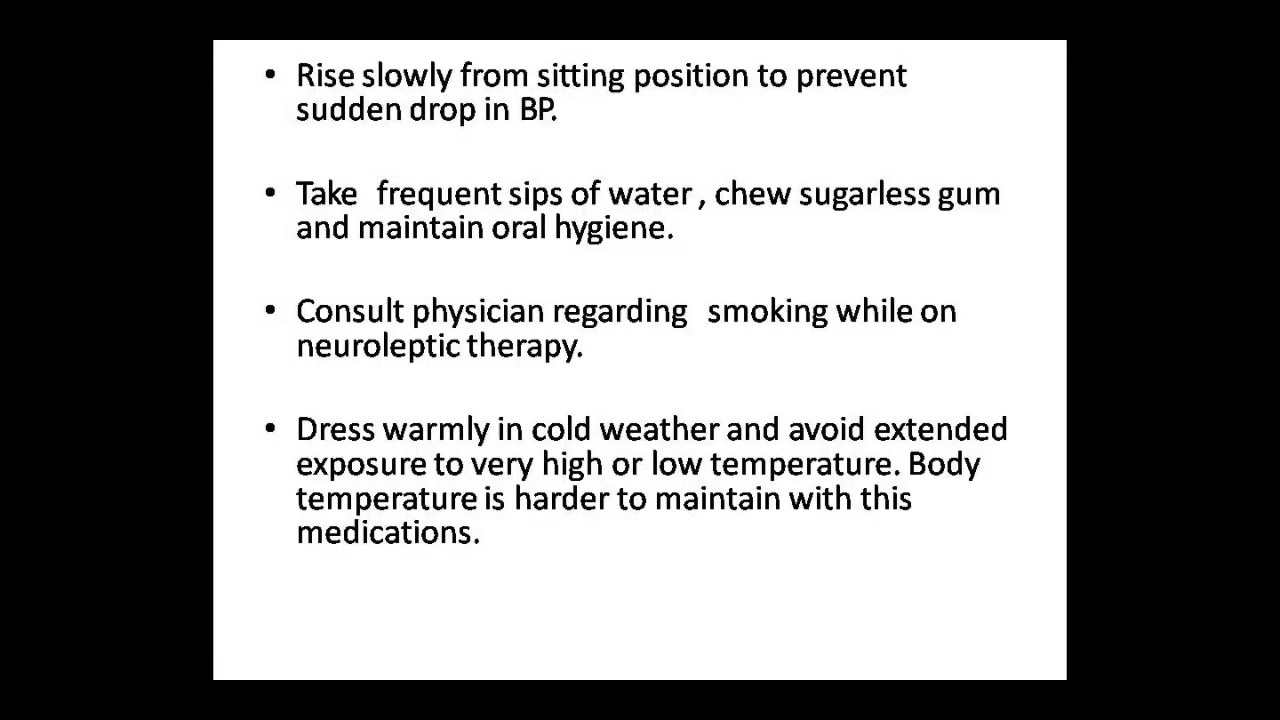 • Rise slowly from sitting position to prevent
sudden drop in BP.
• Take frequent sips of water , chew sugarless gum
and maintain oral hygiene.
• Consult physician regarding smoking while on
neuroleptic therapy.
• Dress warmly in cold weather and avoid extended
exposure to very high or low temperature. Body
temperature is harder to maintain with this
medications.